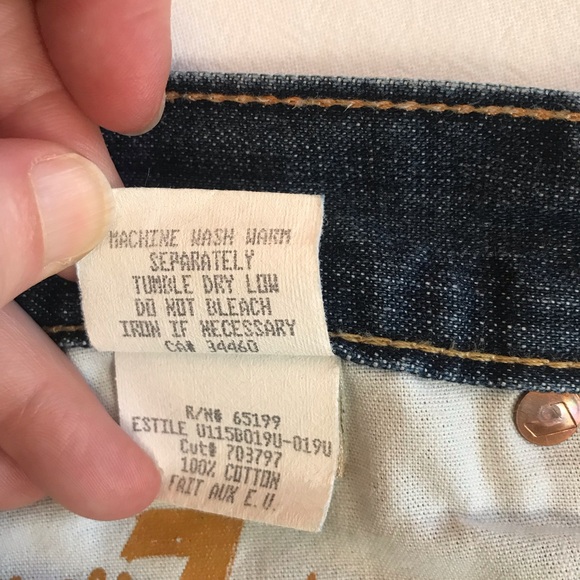 MACHINE WASH WARM
SEPARATELY
TUMBLE DRY LOW
DO NOT BLEACH
IRON IF NECESSARY
CA# 34460
R/N# 65199
ESTILE U115B019U-019U
Cut# 703797
100% COTTON
FAIT AUX E.U.
7